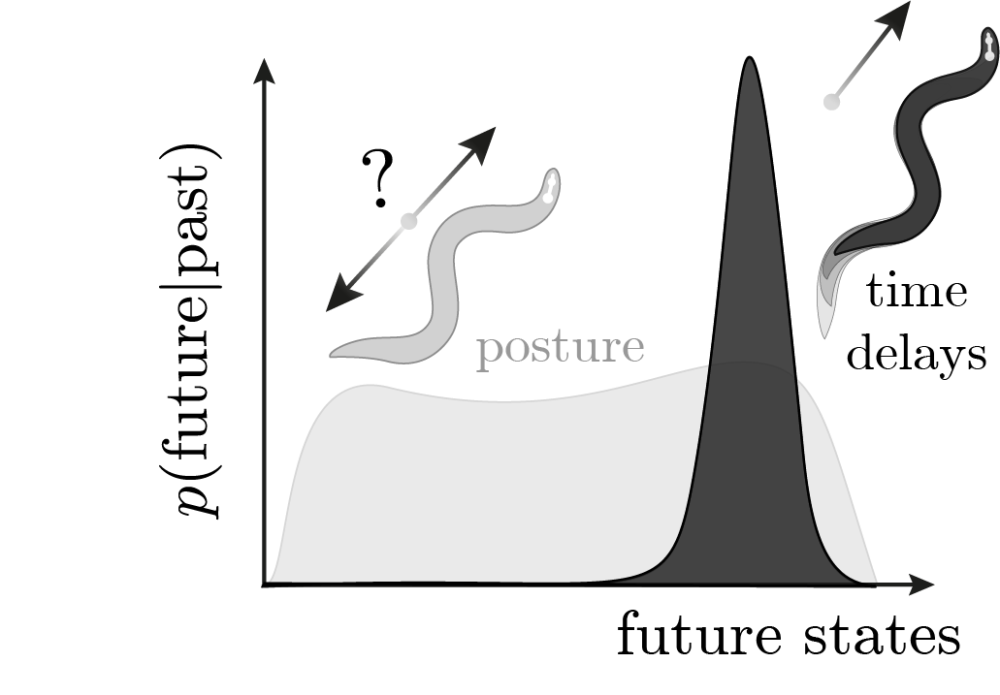 ?
posture
time
delays
p(future|past)
future states